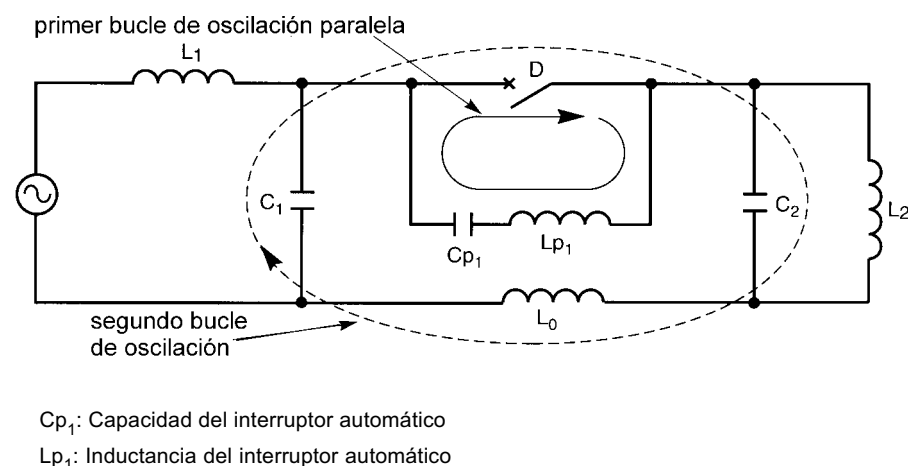 primer bucle de oscilación paralela
L1
D
C1
C2
L2
Cp1
Lp1
L0
segundo bucle
de oscilación
Cp1: Capacidad del interruptor automático
Lp1: Inductancia del interruptor automático